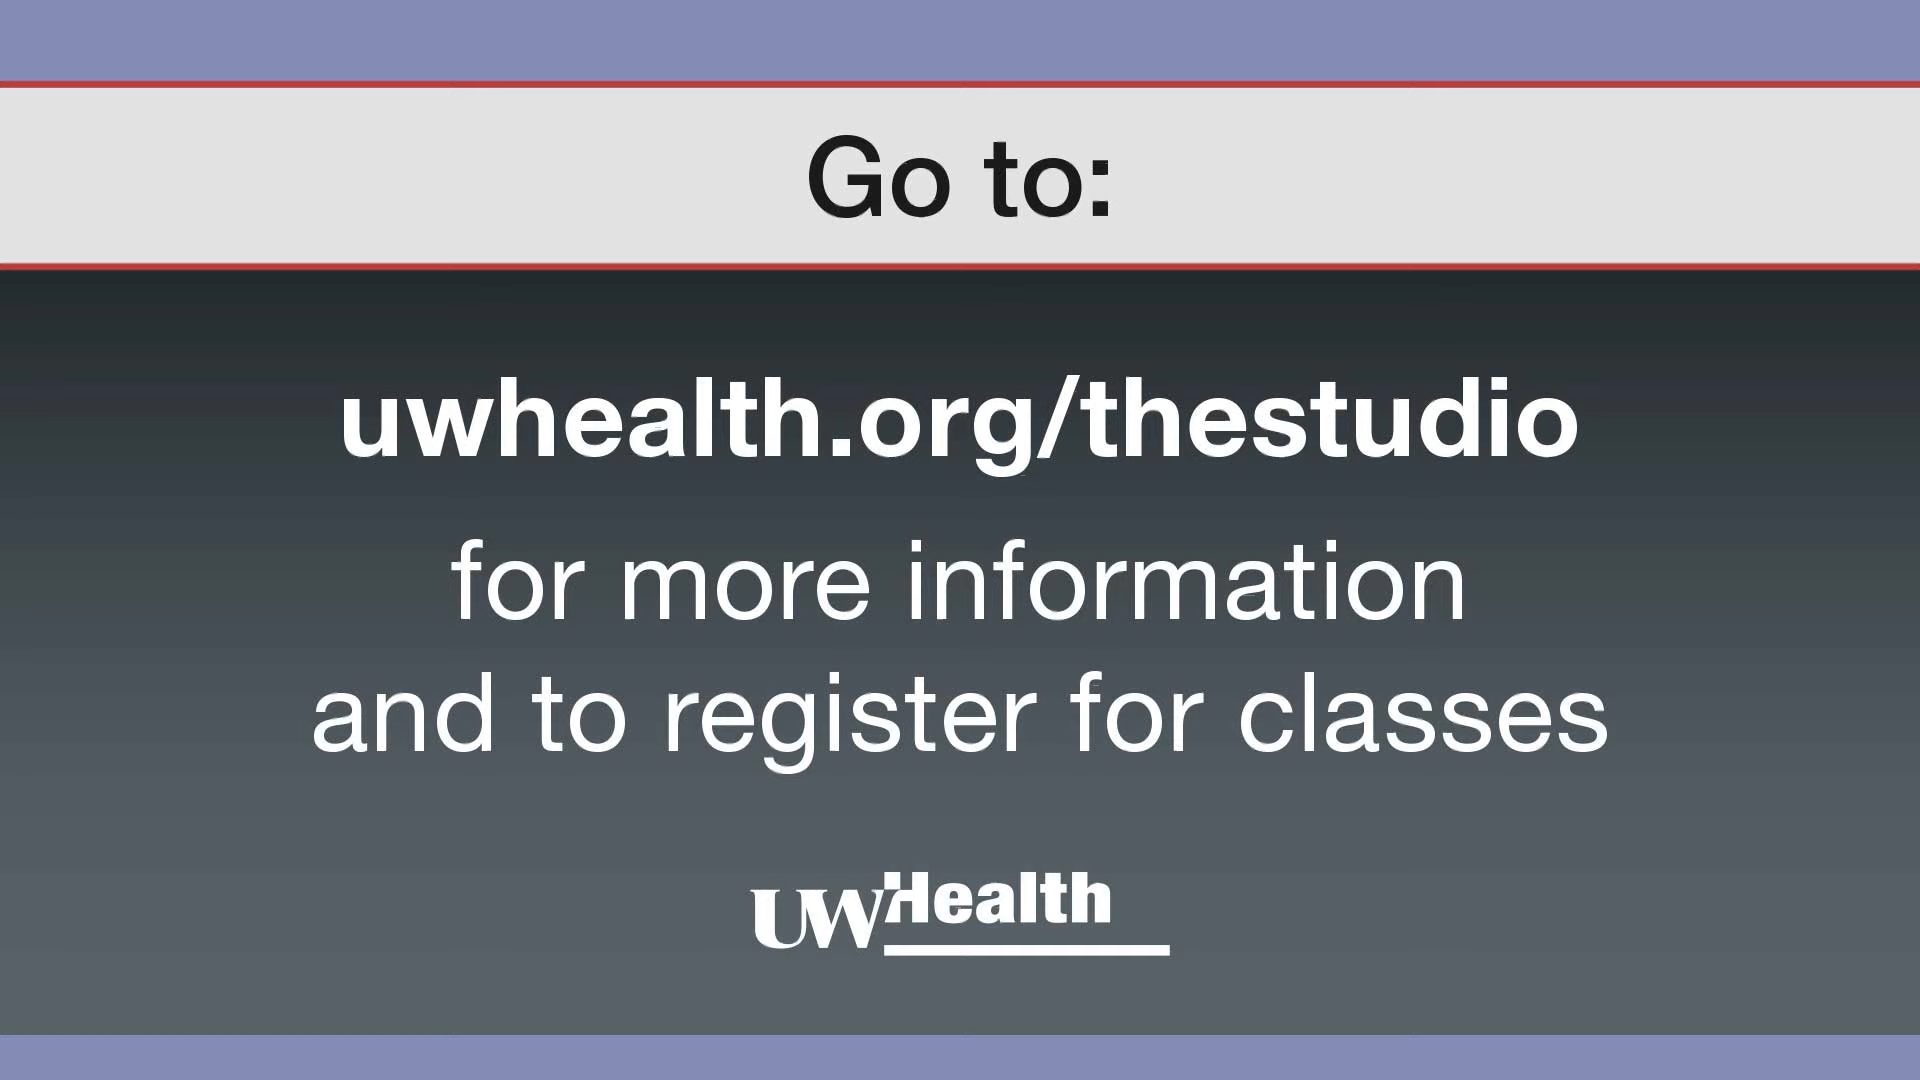 Go to:
uwhealth.org/thestudio
for more information
and to register for classes
UWHealth